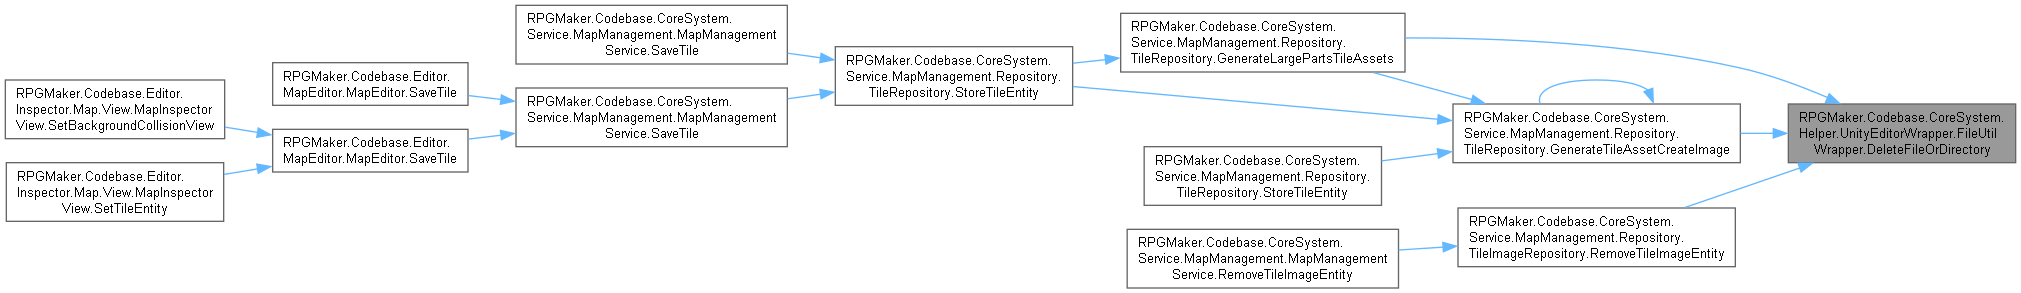 RPGMaker.Codebase.Editor.
Inspector.Map.View.MapInspector
View.SetBackgroundCollisionView
RPGMaker.Codebase.Editor.
Inspector.Map.View.MapInspector
View.SetTileEntity
RPGMaker.Codebase.Editor.
MapEditor.MapEditor.SaveTile
RPGMaker.Codebase.Editor.
MapEditor.MapEditor.SaveTile
RPGMaker.Codebase.CoreSystem.
Service.MapManagement.MapManagement
Service.SaveTile
RPGMaker.Codebase.CoreSystem.
Service.MapManagement.MapManagement
Service.SaveTile
RPGMaker.Codebase.CoreSystem.
Service.MapManagement.Repository.
TileRepository.StoreTileEntity
RPGMaker.Codebase.CoreSystem.
Service.MapManagement.Repository.
TileRepository.GenerateLargePartsTileAssets
RPGMaker.Codebase.CoreSystem.
Service.MapManagement.Repository.
TileRepository.StoreTileEntity
RPGMaker.Codebase.CoreSystem.
Service.MapManagement.MapManagement
Service.RemoveTileImageEntity
RPGMaker.Codebase.CoreSystem.
Service.MapManagement.Repository.
TileRepository.GenerateTileAssetCreateImage
RPGMaker.Codebase.CoreSystem.
Service.MapManagement.Repository.
TileImageRepository.RemoveTileImageEntity
RPGMaker.Codebase.CoreSystem.
Helper.UnityEditorWrapper.FileUtil
Wrapper.DeleteFileOrDirectory